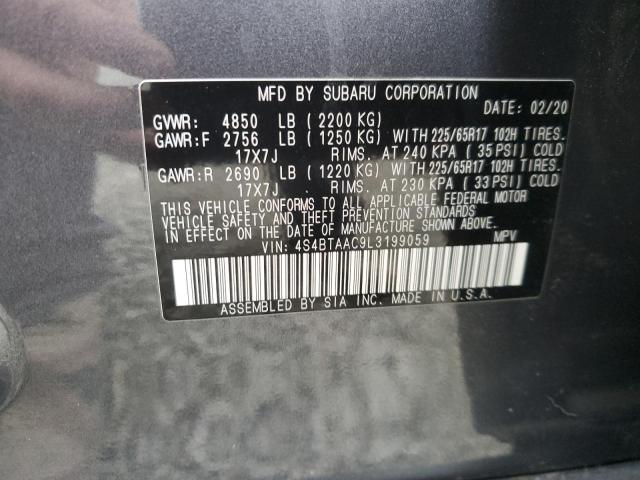 MFD BY SUBARU CORPORATION
DATE: 02/20
GVWR: 4850 LB ( 2200 KG)
GAWR:F 2756 LB ( 1250 KG) WITH 225/65R17 102H TIRES.
17X7J RIMS. AT 240 KPA ( 35 PSI) COLD
GAWR:R 2690 LB ( 1220 KG) WITH 225/65R17 102H TIRES.
17X7J RIMS. AT 230 KPA ( 33 PSI) COLD
THIS VEHICLE CONFORMS TO ALL APPLICABLE FEDERAL MOTOR
VEHICLE SAFETY AND THEFT PREVENTION STANDARDS
IN EFFECT ON THE DATE OF MANUFACTURE SHOWN ABOVE.
VIN: 4S4BTAAC9L3199059 MPV
ASSEMBLED BY SIA INC. MADE IN U.S.A.